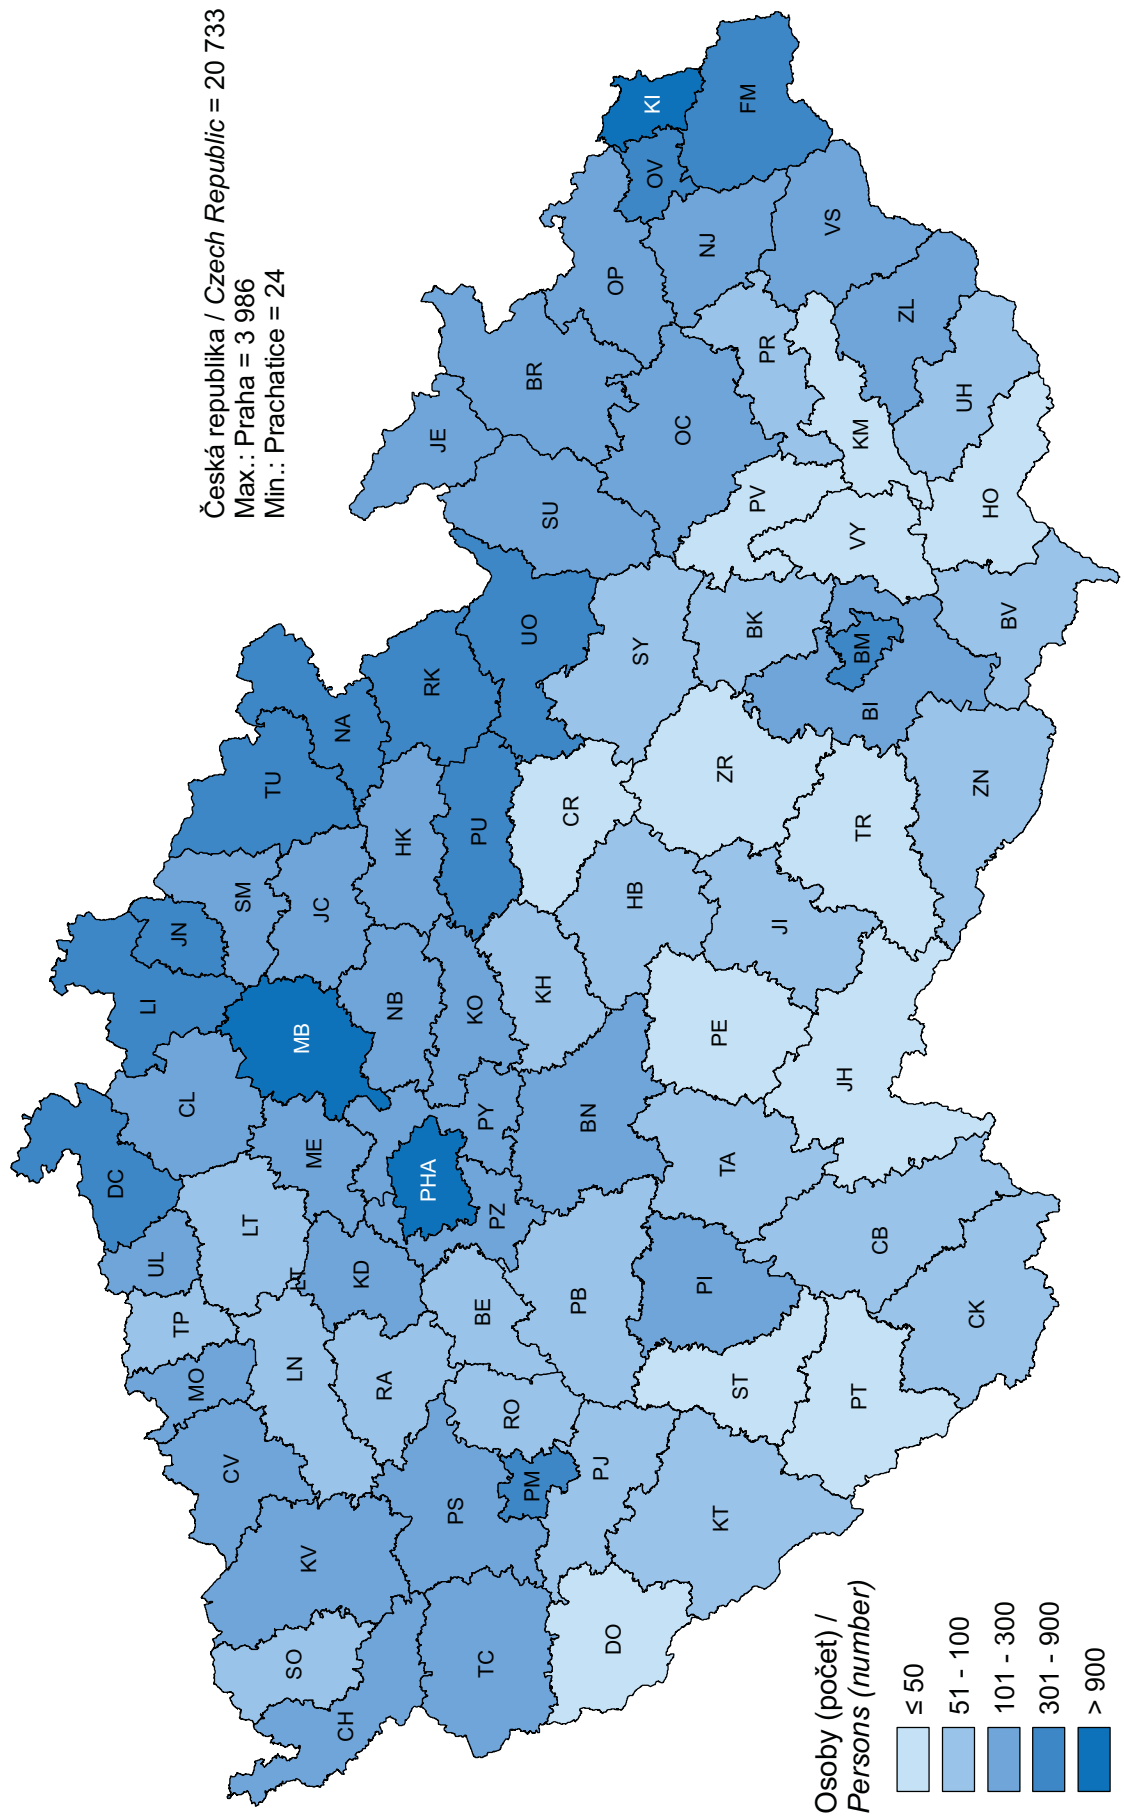 Česká republika / Czech Republic = 20 733
Max.: Praha = 3 986
Min.: Prachatice = 24
DC
LI
JN
UL
CL
SM
TU
TP
LT
MB
JC
NA
MO
LT
ME
HK
RK
CV
LN
KD
NB
JE
KV
RA
PHA
KO
PU
UO
SU
BR
SO
BE
PZ
PY
KH
CR
OP
KI
CH
PS
RO
PB
BN
HB
SY
OC
OV
TC
PM
PJ
PI
TA
PE
ZR
BK
PV
PR
NJ
FM
DO
KT
ST
JI
TR
BM
VY
KM
VS
PT
CB
JH
BI
ZL
CK
ZN
BV
HO
UH
Osoby (počet) /
Persons (number)
≤ 50
51 - 100
101 - 300
301 - 900
> 900